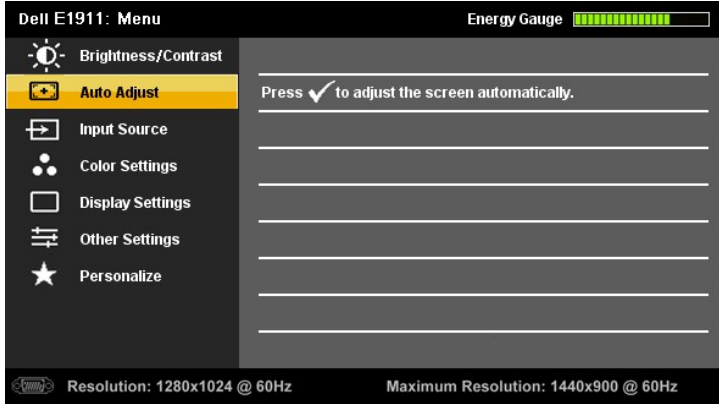 Dell E1911: Menu Energy Gauge
Brightness/Contrast
Auto Adjust Press ✓ to adjust the screen automatically.
Input Source
Color Settings
Display Settings
Other Settings
Personalize
Resolution: 1280x1024 @ 60Hz Maximum Resolution: 1440x900 @ 60Hz